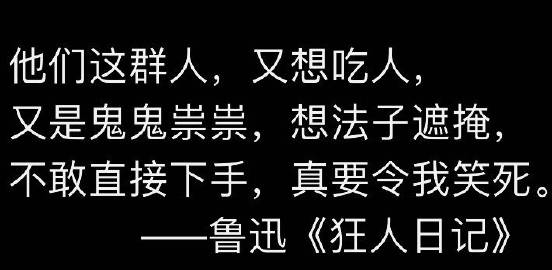 他们这群人，又想吃人，
又是鬼鬼祟祟，想法子遮掩，
不敢直接下手，真要令我笑死。
——鲁迅《狂人日记》